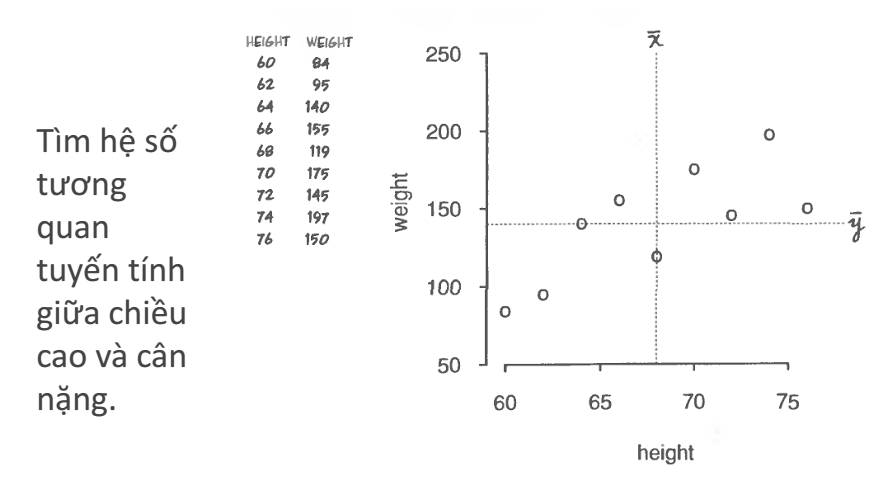 Tìm hệ số
tương
quan
tuyến tính
giữa chiều
cao và cân
nặng.
HEIGHT WEIGHT
60 84
62 95
64 140
66 155
68 119
70 175
72 145
74 197
76 150
x̄
250
200
150
100
50
weight
ȳ
60 65 70 75
height